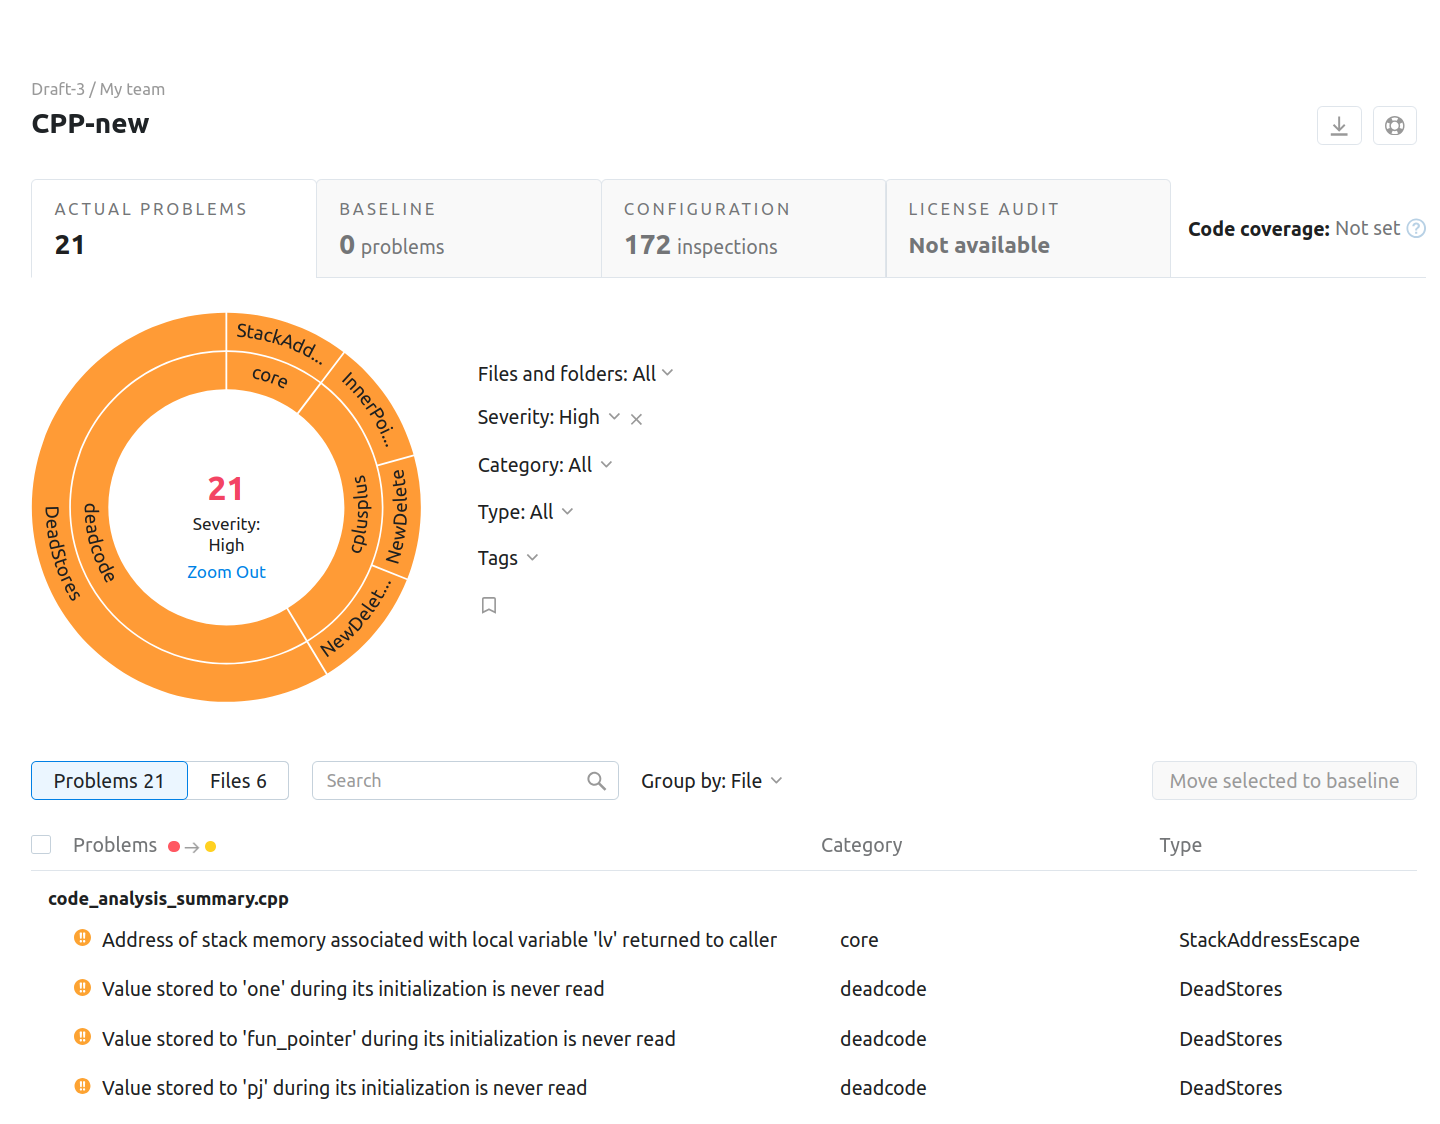 Draft-3 / My team
CPP-new
ACTUAL PROBLEMS
21
BASELINE
0 problems
CONFIGURATION
172 inspections
LICENSE AUDIT
Not available
Code coverage: Not set ?
StackAdd...
core
InnerPoi...
cplusplus
NewDelete
NewDelet...
deadcode
DeadStores
21
Severity:
High
Zoom Out
Files and folders: All
Severity: High
Category: All
Type: All
Tags
Problems 21
Files 6
Search
Group by: File
Move selected to baseline
Problems
Category
Type
code_analysis_summary.cpp
Address of stack memory associated with local variable 'lv' returned to caller
core
StackAddressEscape
Value stored to 'one' during its initialization is never read
deadcode
DeadStores
Value stored to 'fun_pointer' during its initialization is never read
deadcode
DeadStores
Value stored to 'pj' during its initialization is never read
deadcode
DeadStores